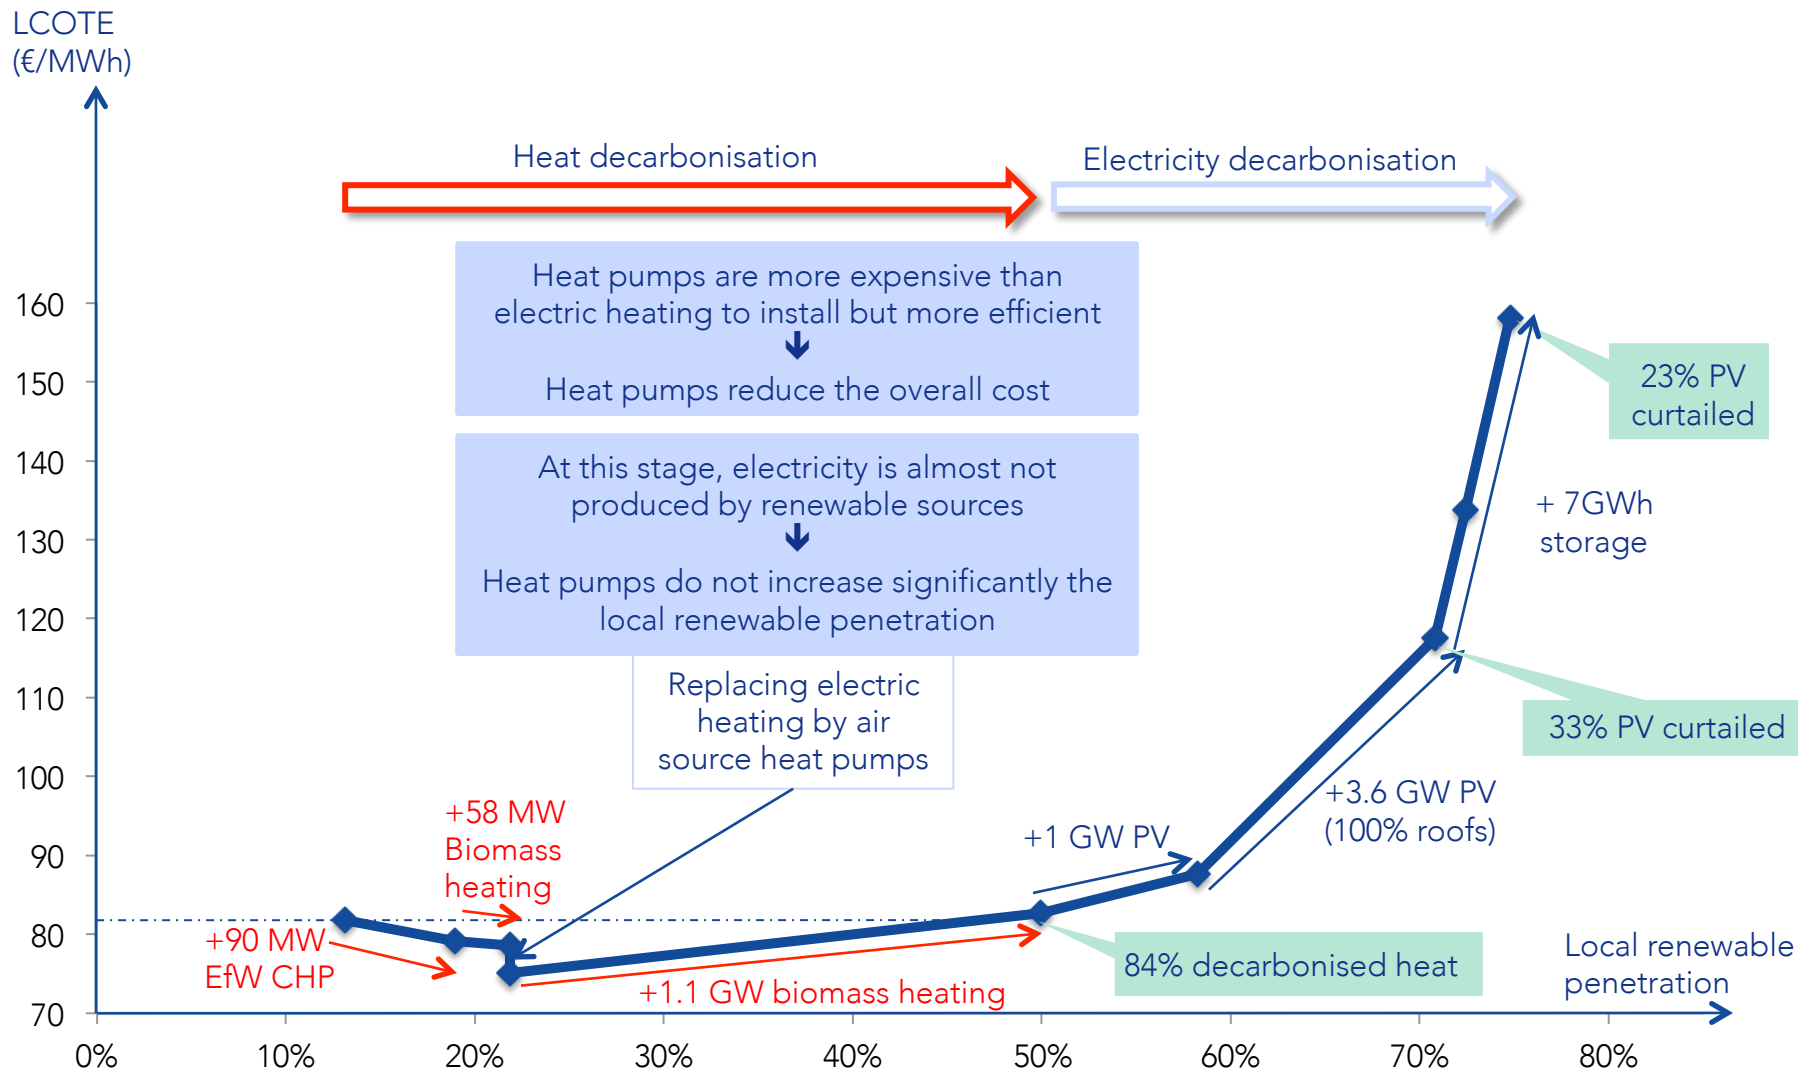 LCOTE
(€/MWh)
Heat decarbonisation
Electricity decarbonisation
Heat pumps are more expensive than
electric heating to install but more efficient
Heat pumps reduce the overall cost
At this stage, electricity is almost not
produced by renewable sources
Heat pumps do not increase significantly the
local renewable penetration
Replacing electric
heating by air
source heat pumps
160
150
140
130
120
110
100
90
80
70
23% PV
curtailed
+ 7GWh
storage
33% PV curtailed
+3.6 GW PV
(100% roofs)
+1 GW PV
+58 MW
Biomass
heating
+90 MW
EfW CHP
+1.1 GW biomass heating
84% decarbonised heat
Local renewable
penetration
0%
10%
20%
30%
40%
50%
60%
70%
80%